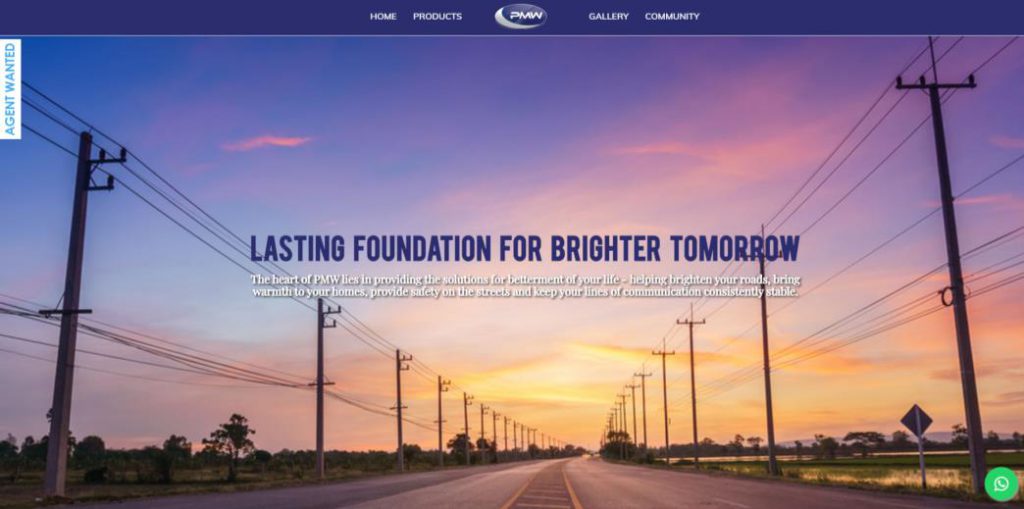 HOME PRODUCTS PMW GALLERY COMMUNITY
AGENT WANTED
LASTING FOUNDATION FOR BRIGHTER TOMORROW
The heart of PMW lies in providing the solutions for betterment of your life - helping brighten your roads, bring
warmth to your homes, provide safety on the streets and keep your lines of communication consistently stable.